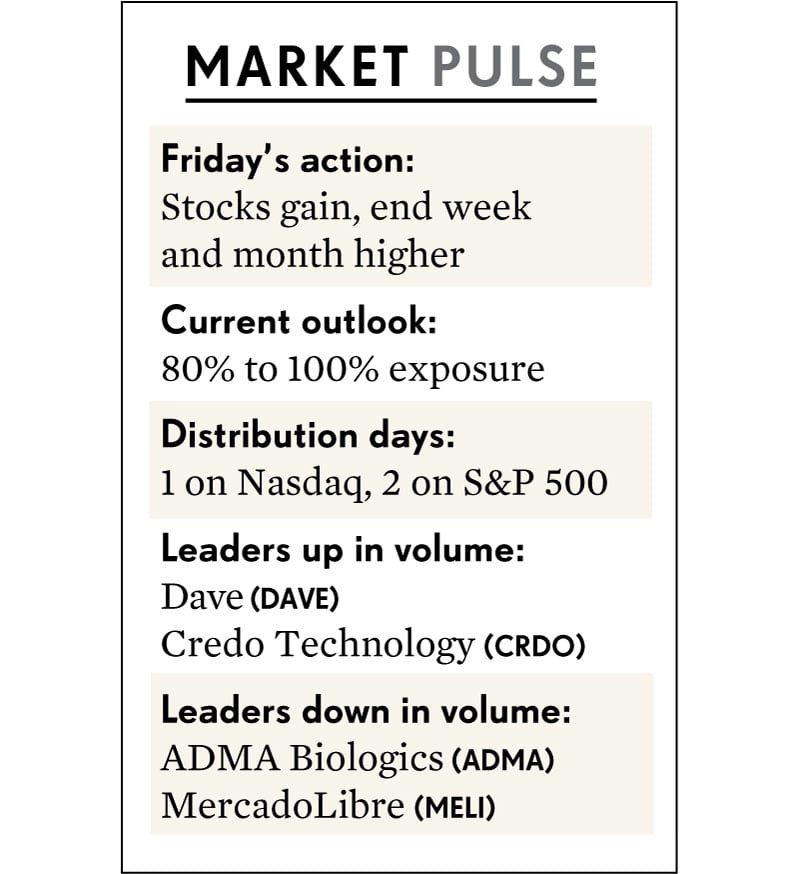 MARKET PULSE
Friday’s action:
Stocks gain, end week
and month higher
Current outlook:
80% to 100% exposure
Distribution days:
1 on Nasdaq, 2 on S&P 500
Leaders up in volume:
Dave (DAVE)
Credo Technology (CRDO)
Leaders down in volume:
ADMA Biologics (ADMA)
MercadoLibre (MELI)